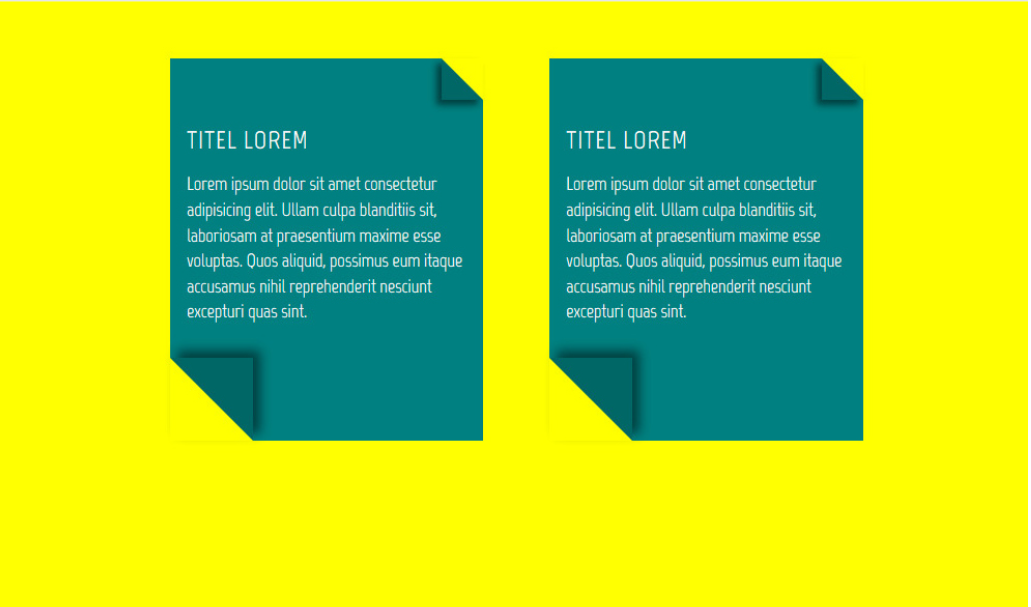 TITEL LOREM
Lorem ipsum dolor sit amet consectetur
adipisicing elit. Ullam culpa blanditiis sit,
laboriosam at praesentium maxime esse
voluptas. Quos aliquid, possimus eum itaque
accusamus nihil reprehenderit nesciunt
excepturi quas sint.
TITEL LOREM
Lorem ipsum dolor sit amet consectetur
adipisicing elit. Ullam culpa blanditiis sit,
laboriosam at praesentium maxime esse
voluptas. Quos aliquid, possimus eum itaque
accusamus nihil reprehenderit nesciunt
excepturi quas sint.